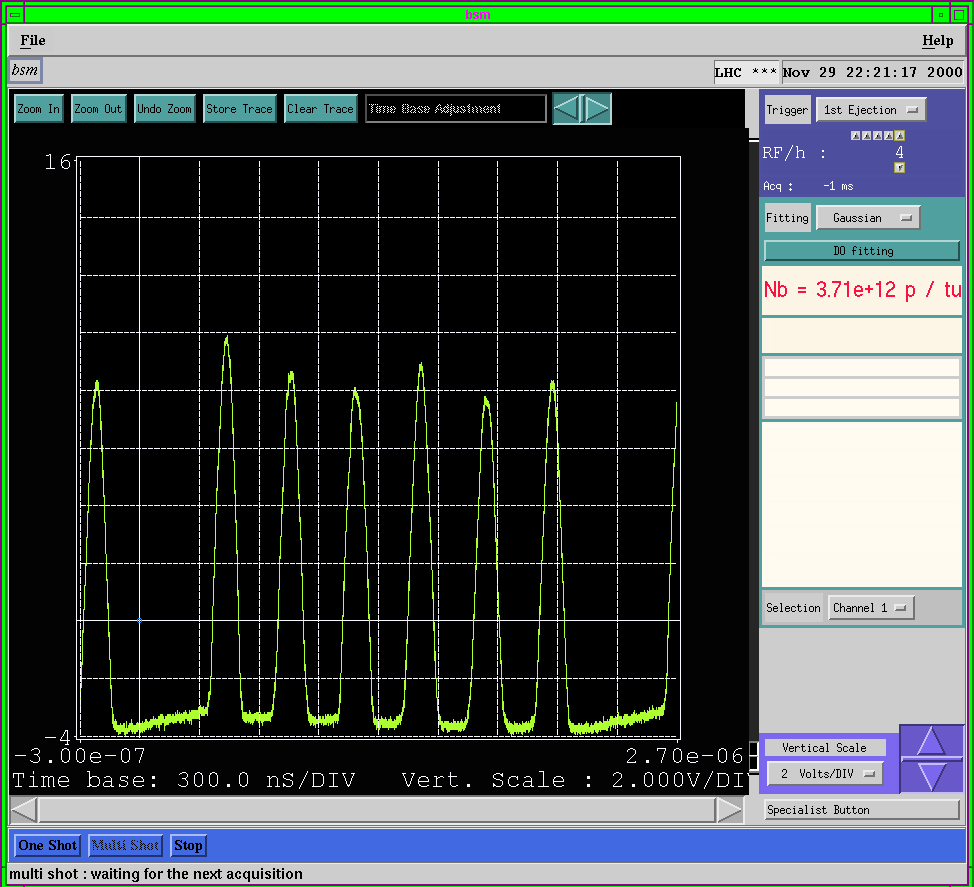 bsm
File Help
bsm LHC *** Nov 29 22:21:17 2000
Zoom In Zoom Out Undo Zoom Store Trace Clear Trace Time Base Adjustment
Trigger 1st Ejection
RF/h : 4
Acq : -1 ms
Fitting Gaussian
DO fitting
Nb = 3.71e+12 p / tu
16
-4
-3.00e-07 2.70e-06
Time base: 300.0 nS/DIV Vert. Scale : 2.000V/DI
Selection Channel 1
Vertical Scale
2 Volts/DIV
Specialist Button
One Shot Multi Shot Stop
multi shot : waiting for the next acquisition